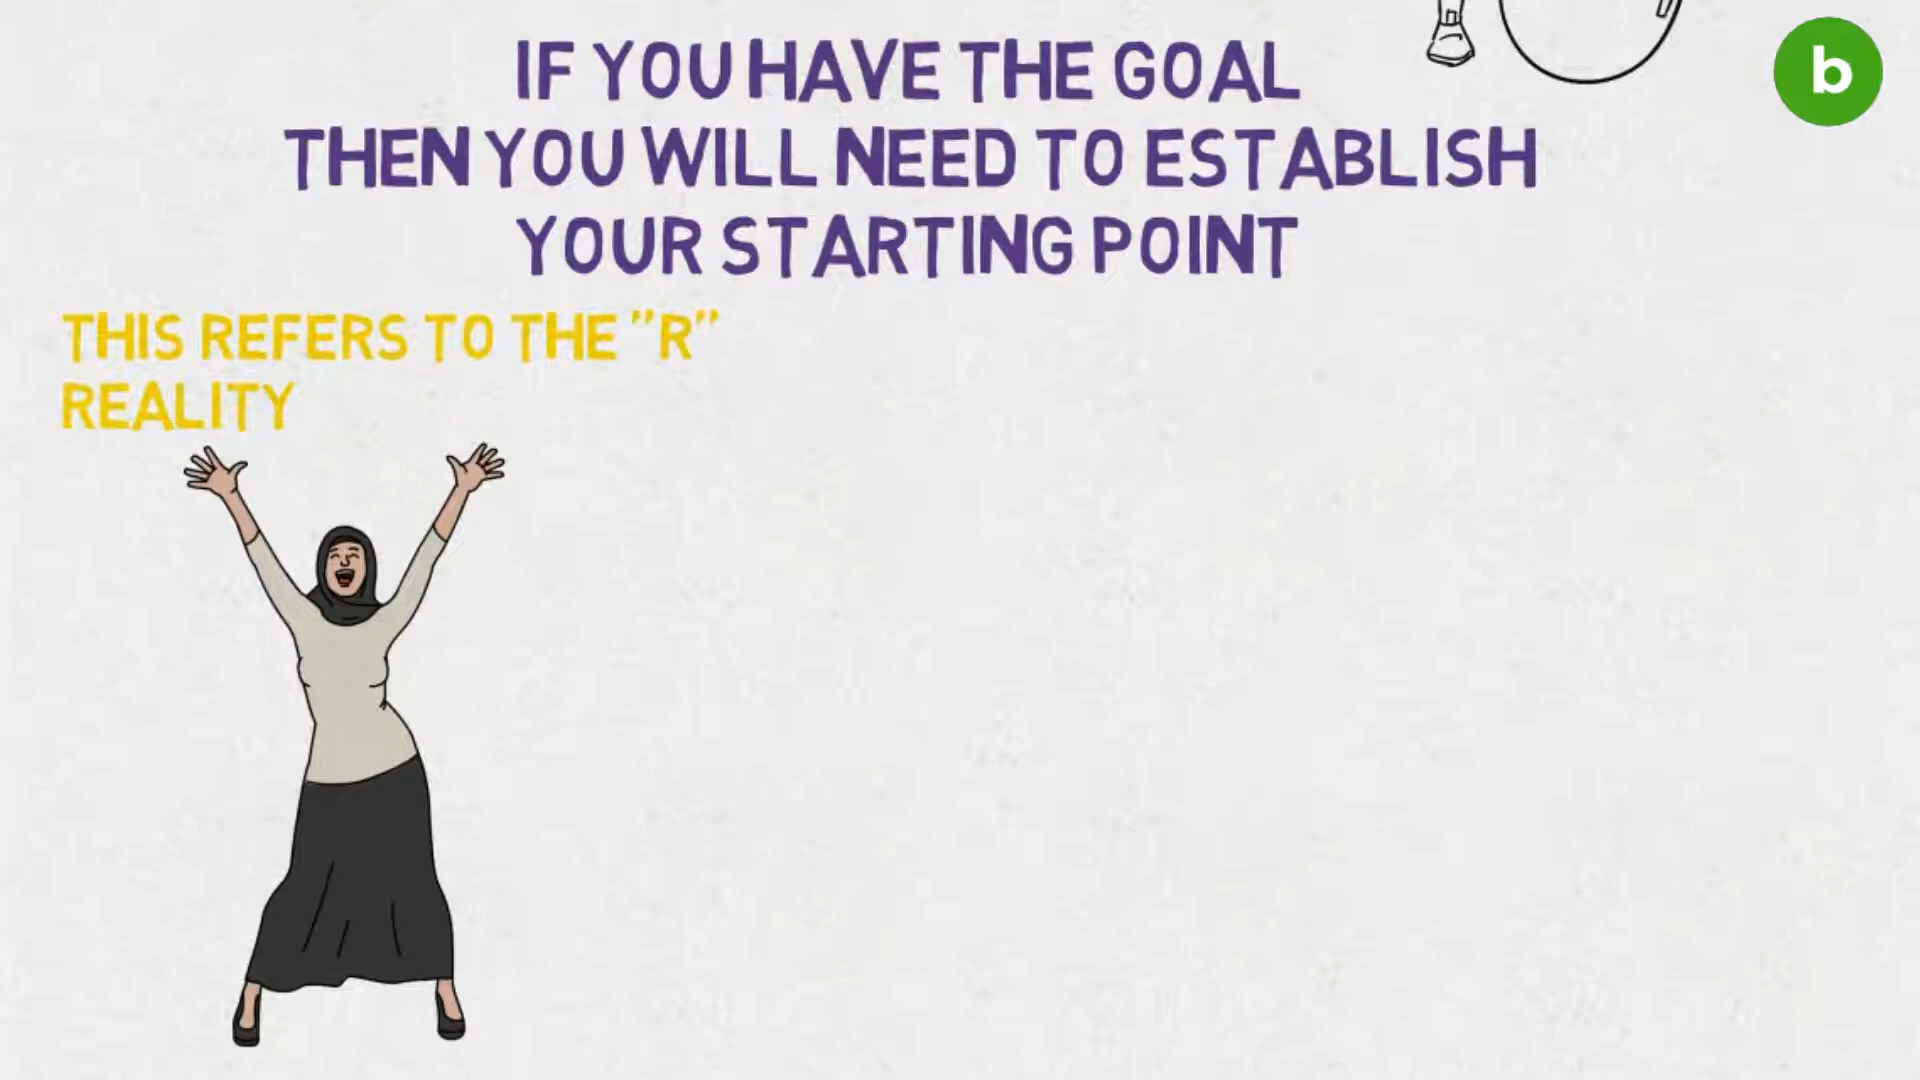 IF YOU HAVE THE GOAL
THEN YOU WILL NEED TO ESTABLISH
YOUR STARTING POINT
THIS REFERS TO THE "R"
REALITY
b